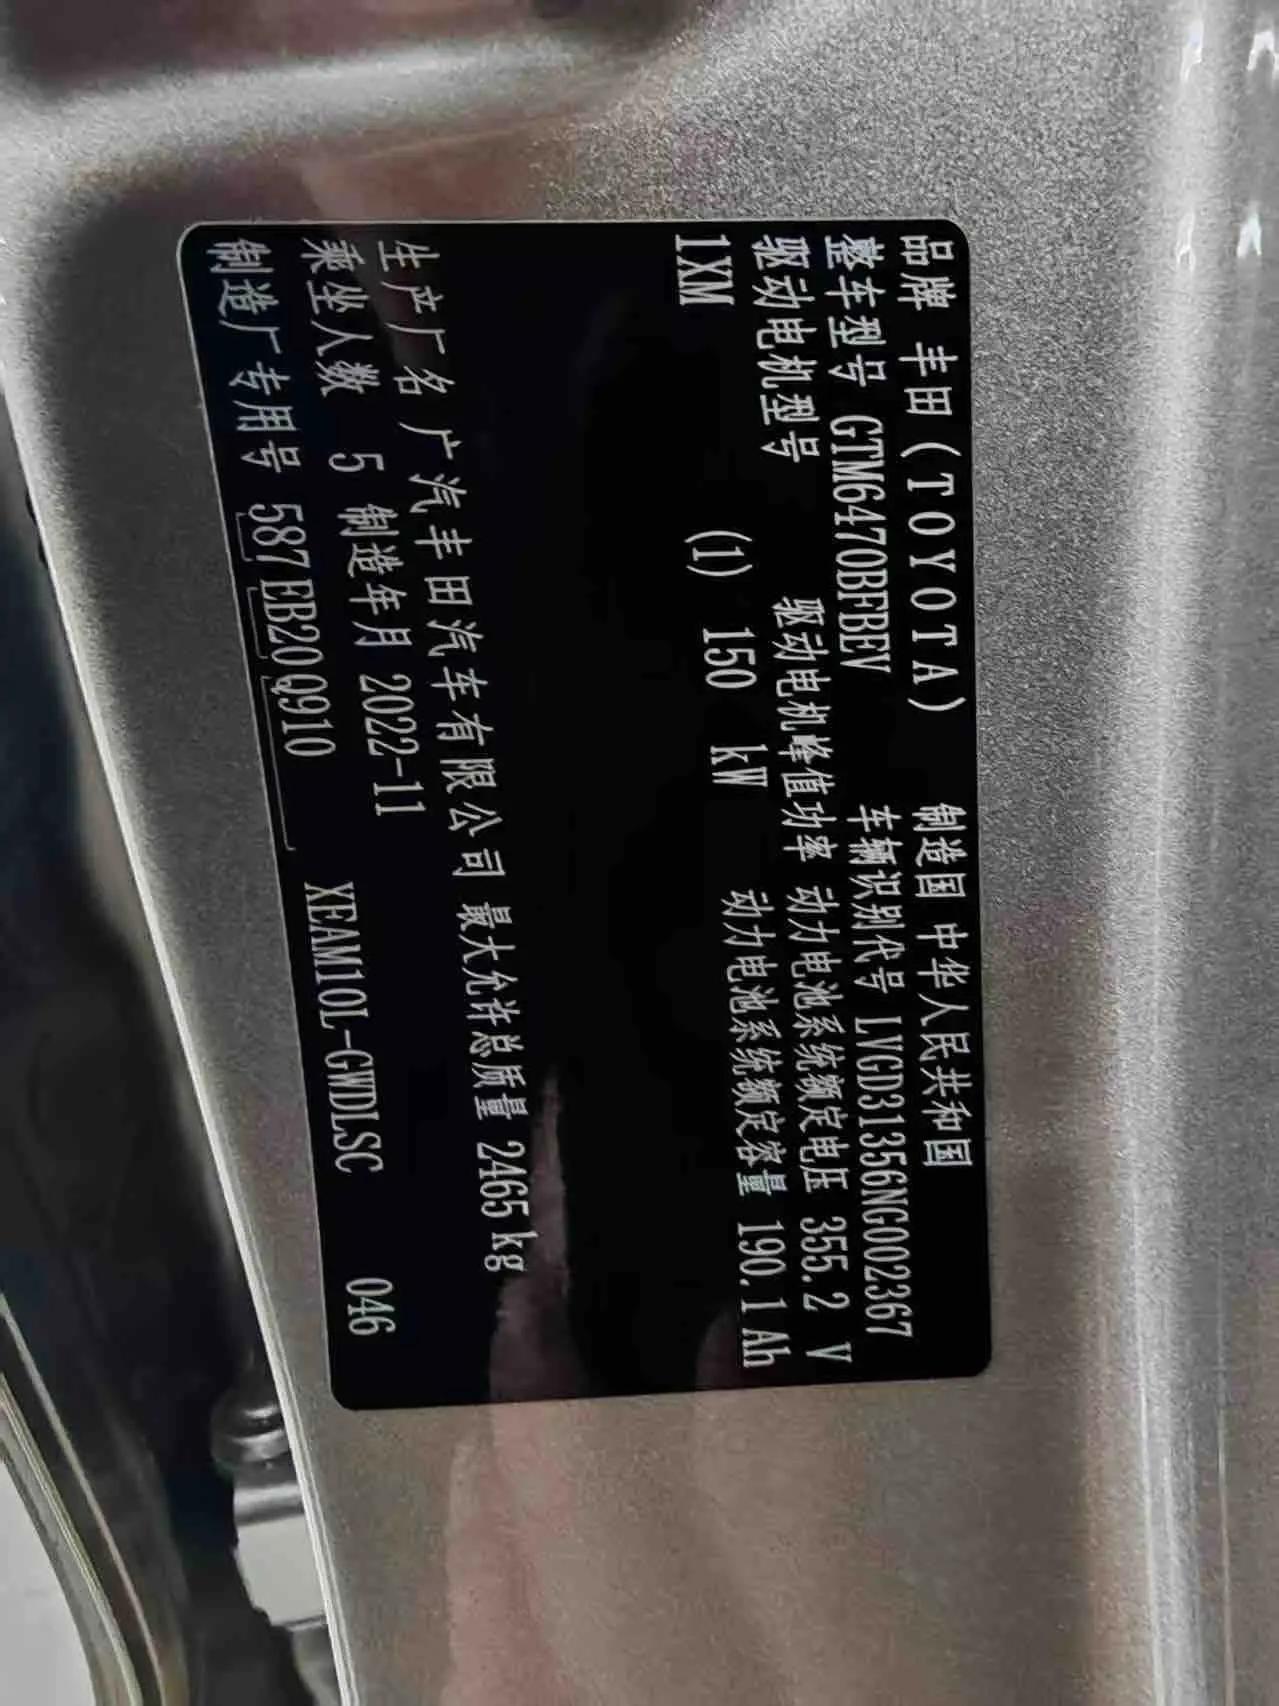 品牌 丰田(TOYOTA) 制造国 中华人民共和国
整车型号 GTM6470BFBEV 车辆识别代号 LVGD31356NG002367
驱动电机型号 驱动电机峰值功率 动力电池系统额定电压 355.2 V
1XM (1) 150 kW 动力电池系统额定容量 190.1 Ah
生产厂名 广汽丰田汽车有限公司 最大允许总质量 2465 kg
乘坐人数 5 制造年月 2022-11
制造厂专用号 587 EB20Q910 XEAM10L-GWDLSC 046